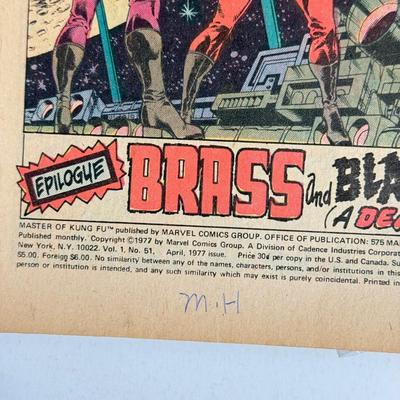 EPILOGUE
BRASS and BLA
(A DE
MASTER OF KUNG FU™ published by MARVEL COMICS GROUP. OFFICE OF PUBLICATION: 575 MA
Published monthly. Copyright ©1977 by Marvel Comics Group. A Division of Cadence Industries Corporat
New York, N.Y. 10022. Vol. 1, No. 51, April, 1977 issue. Price 30¢ per copy in the U.S. and Canada. Su
$5.00. Foreign $6.00. No similarity between any of the names, characters, persons, and/or institutions in this
person or institution is intended, and any such similarity which may exist is purely coincidental. Printed in
M.H